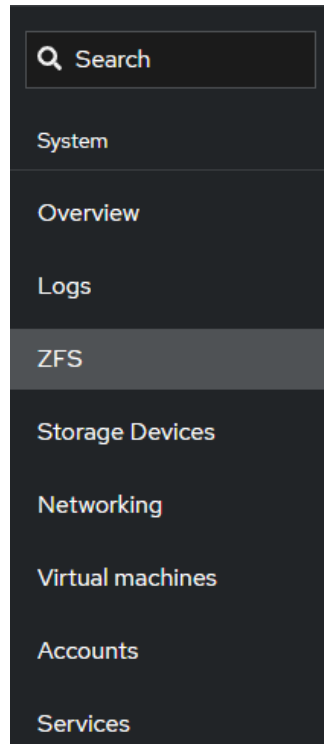 Search
System
Overview
Logs
ZFS
Storage Devices
Networking
Virtual machines
Accounts
Services